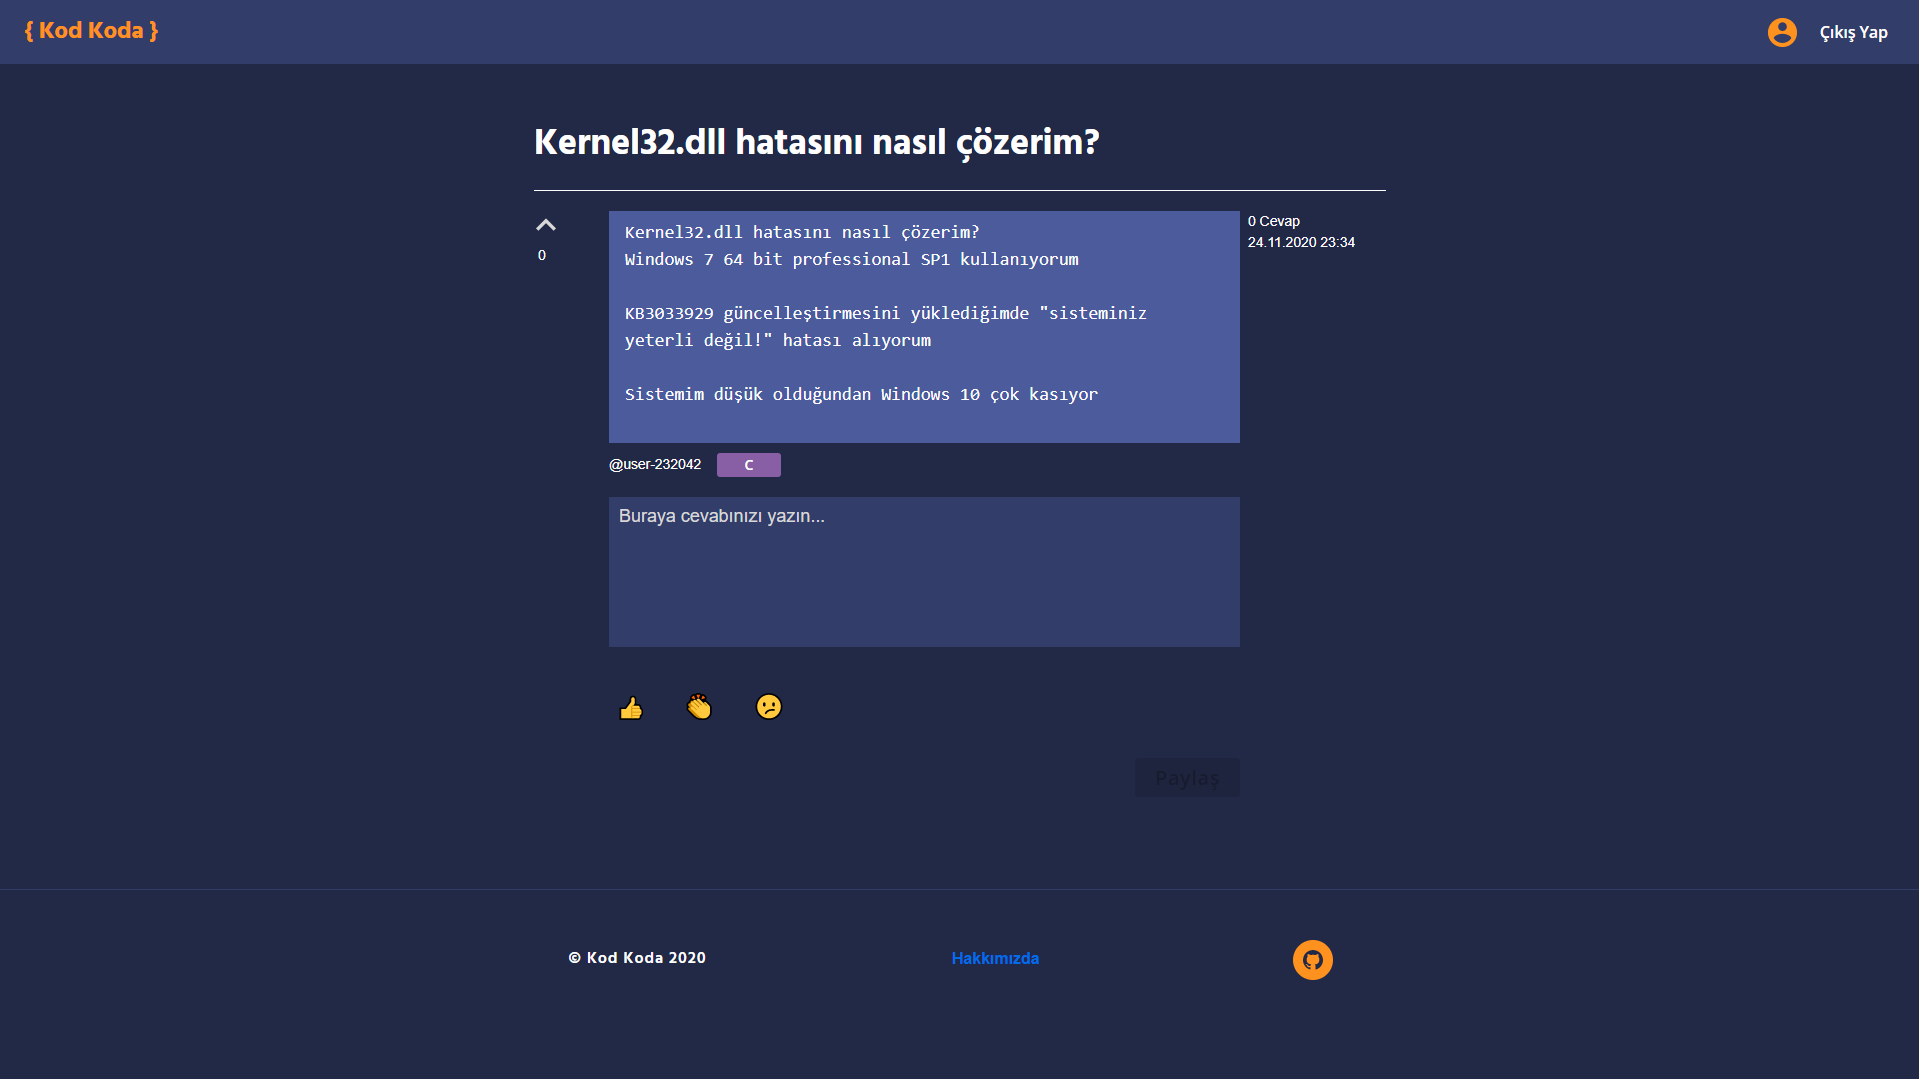 { Kod Koda }
Çıkış Yap
Kernel32.dll hatasını nasıl çözerim?
0
Kernel32.dll hatasını nasıl çözerim?
Windows 7 64 bit professional SP1 kullanıyorum
KB3033929 güncelleştirmesini yüklediğimde "sisteminiz
yeterli değil!" hatası alıyorum
Sistemim düşük olduğundan Windows 10 çok kasıyor
0 Cevap
24.11.2020 23:34
@user-232042
C
Buraya cevabınızı yazın...
Paylaş
© Kod Koda 2020
Hakkımızda